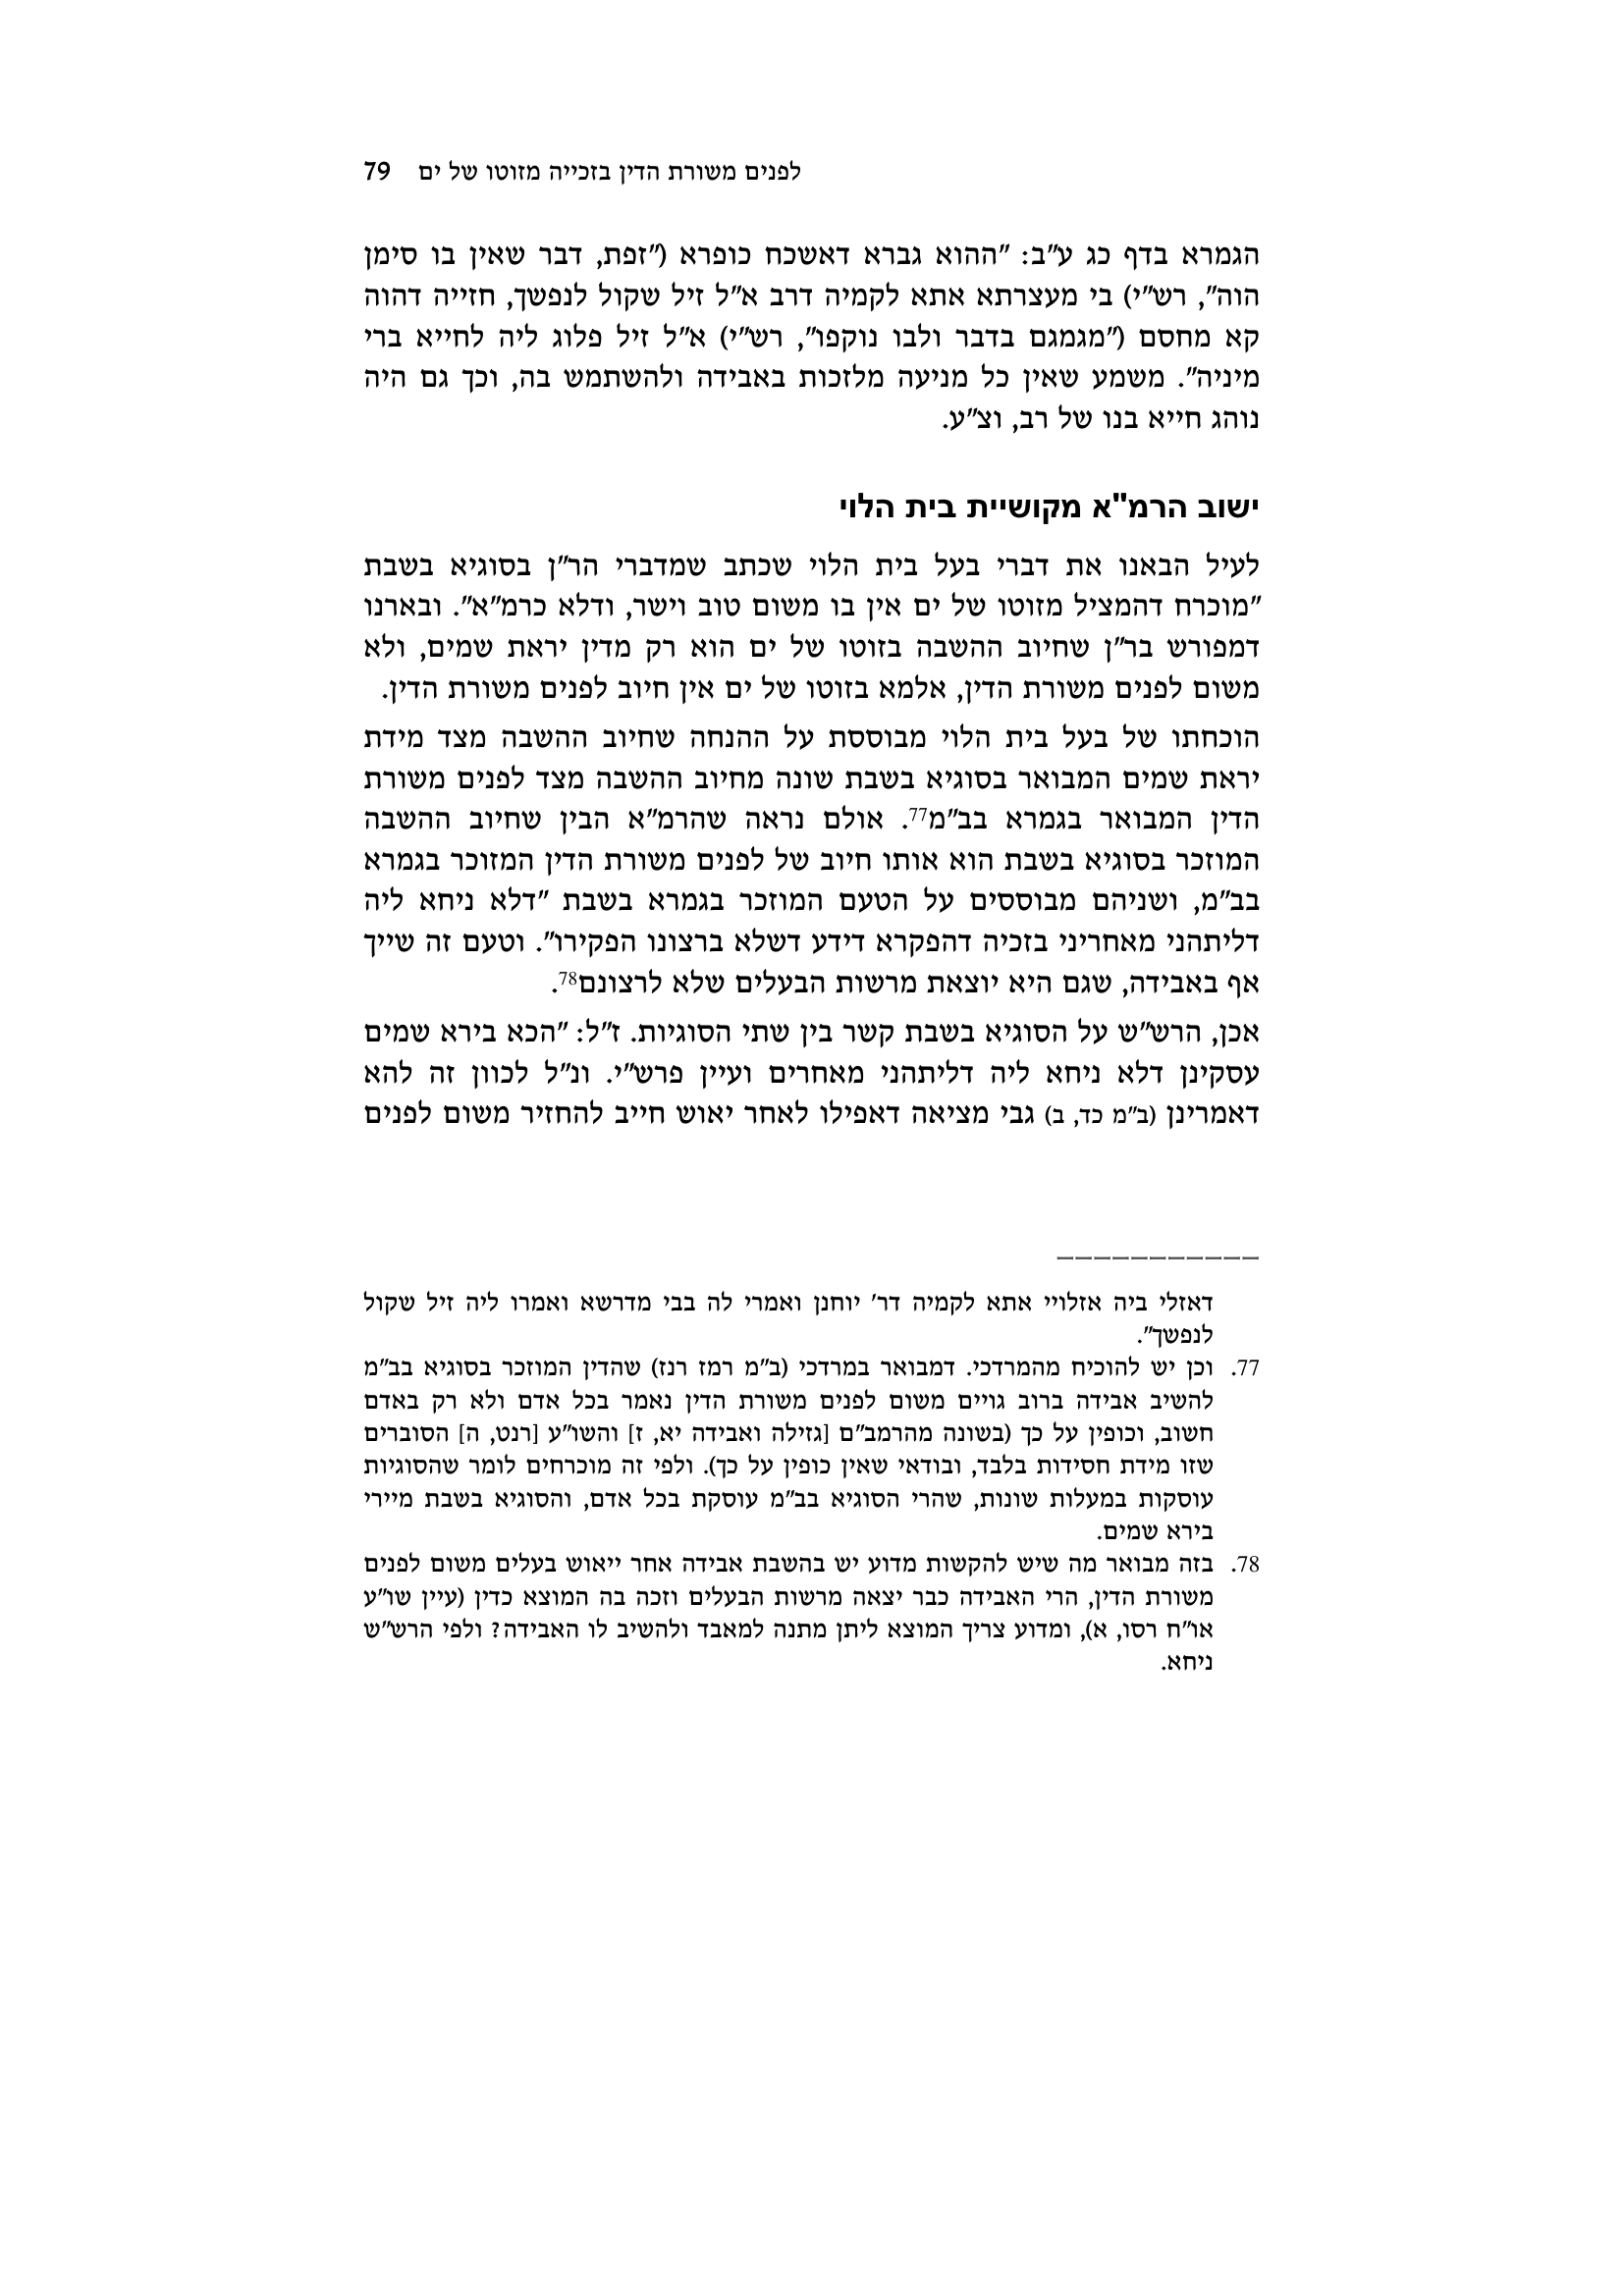 לפנים משורת הדין בזכייה מזוטו של ים 79
הגמרא בדף כג ע"ב: "ההוא גברא דאשכח כופרא ("זפת, דבר שאין בו סימן
הוה", רש"י) בי מעצרתא אתא לקמיה דרב א"ל זיל שקול לנפשך, חזייה דהוה
קא מחסם ("מגמגם בדבר ולבו נוקפו", רש"י) א"ל זיל פלוג ליה לחייא ברי
מיניה". משמע שאין כל מניעה מלזכות באבידה ולהשתמש בה, וכך גם היה
נוהג חייא בנו של רב, וצ"ע.
ישוב הרמ"א מקושיית בית הלוי
לעיל הבאנו את דברי בעל בית הלוי שכתב שמדברי הר"ן בסוגיא בשבת
"מוכרח דהמציל מזוטו של ים אין בו משום טוב וישר, ודלא כרמ"א". ובארנו
דמפורש בר"ן שחיוב ההשבה בזוטו של ים הוא רק מדין יראת שמים, ולא
משום לפנים משורת הדין, אלמא בזוטו של ים אין חיוב לפנים משורת הדין.
הוכחתו של בעל בית הלוי מבוססת על ההנחה שחיוב ההשבה מצד מידת
יראת שמים המבואר בסוגיא בשבת שונה מחיוב ההשבה מצד לפנים משורת
הדין המבואר בגמרא בב"מ77. אולם נראה שהרמ"א הבין שחיוב ההשבה
המוזכר בסוגיא בשבת הוא אותו חיוב של לפנים משורת הדין המזוכר בגמרא
בב"מ, ושניהם מבוססים על הטעם המוזכר בגמרא בשבת "דלא ניחא ליה
דליתהני מאחריני בזכיה דהפקרא דידע דשלא ברצונו הפקירו". וטעם זה שייך
אף באבידה, שגם היא יוצאת מרשות הבעלים שלא לרצונם78.
אכן, הרש"ש על הסוגיא בשבת קשר בין שתי הסוגיות. ז"ל: "הכא בירא שמים
עסקינן דלא ניחא ליה דליתהני מאחרים ועיין פרש"י. ונ"ל לכוון זה להא
דאמרינן (ב"מ כד, ב) גבי מציאה דאפילו לאחר יאוש חייב להחזיר משום לפנים
דאזלי ביה אזלויי אתא לקמיה דר' יוחנן ואמרי לה בבי מדרשא ואמרו ליה זיל שקול
לנפשך".
77. וכן יש להוכיח מהמרדכי. דמבואר במרדכי (ב"מ רמז רנז) שהדין המוזכר בסוגיא בב"מ
להשיב אבידה ברוב גויים משום לפנים משורת הדין נאמר בכל אדם ולא רק באדם
חשוב, וכופין על כך (בשונה מהרמב"ם [גזילה ואבידה יא, ז] והשו"ע [רנט, ה] הסוברים
שזו מידת חסידות בלבד, ובודאי שאין כופין על כך). ולפי זה מוכרחים לומר שהסוגיות
עוסקות במעלות שונות, שהרי הסוגיא בב"מ עוסקת בכל אדם, והסוגיא בשבת מיירי
בירא שמים.
78. בזה מבואר מה שיש להקשות מדוע יש בהשבת אבידה אחר ייאוש בעלים משום לפנים
משורת הדין, הרי האבידה כבר יצאה מרשות הבעלים וזכה בה המוצא כדין (עיין שו"ע
או"ח רסו, א), ומדוע צריך המוצא ליתן מתנה למאבד ולהשיב לו האבידה? ולפי הרש"ש
ניחא.